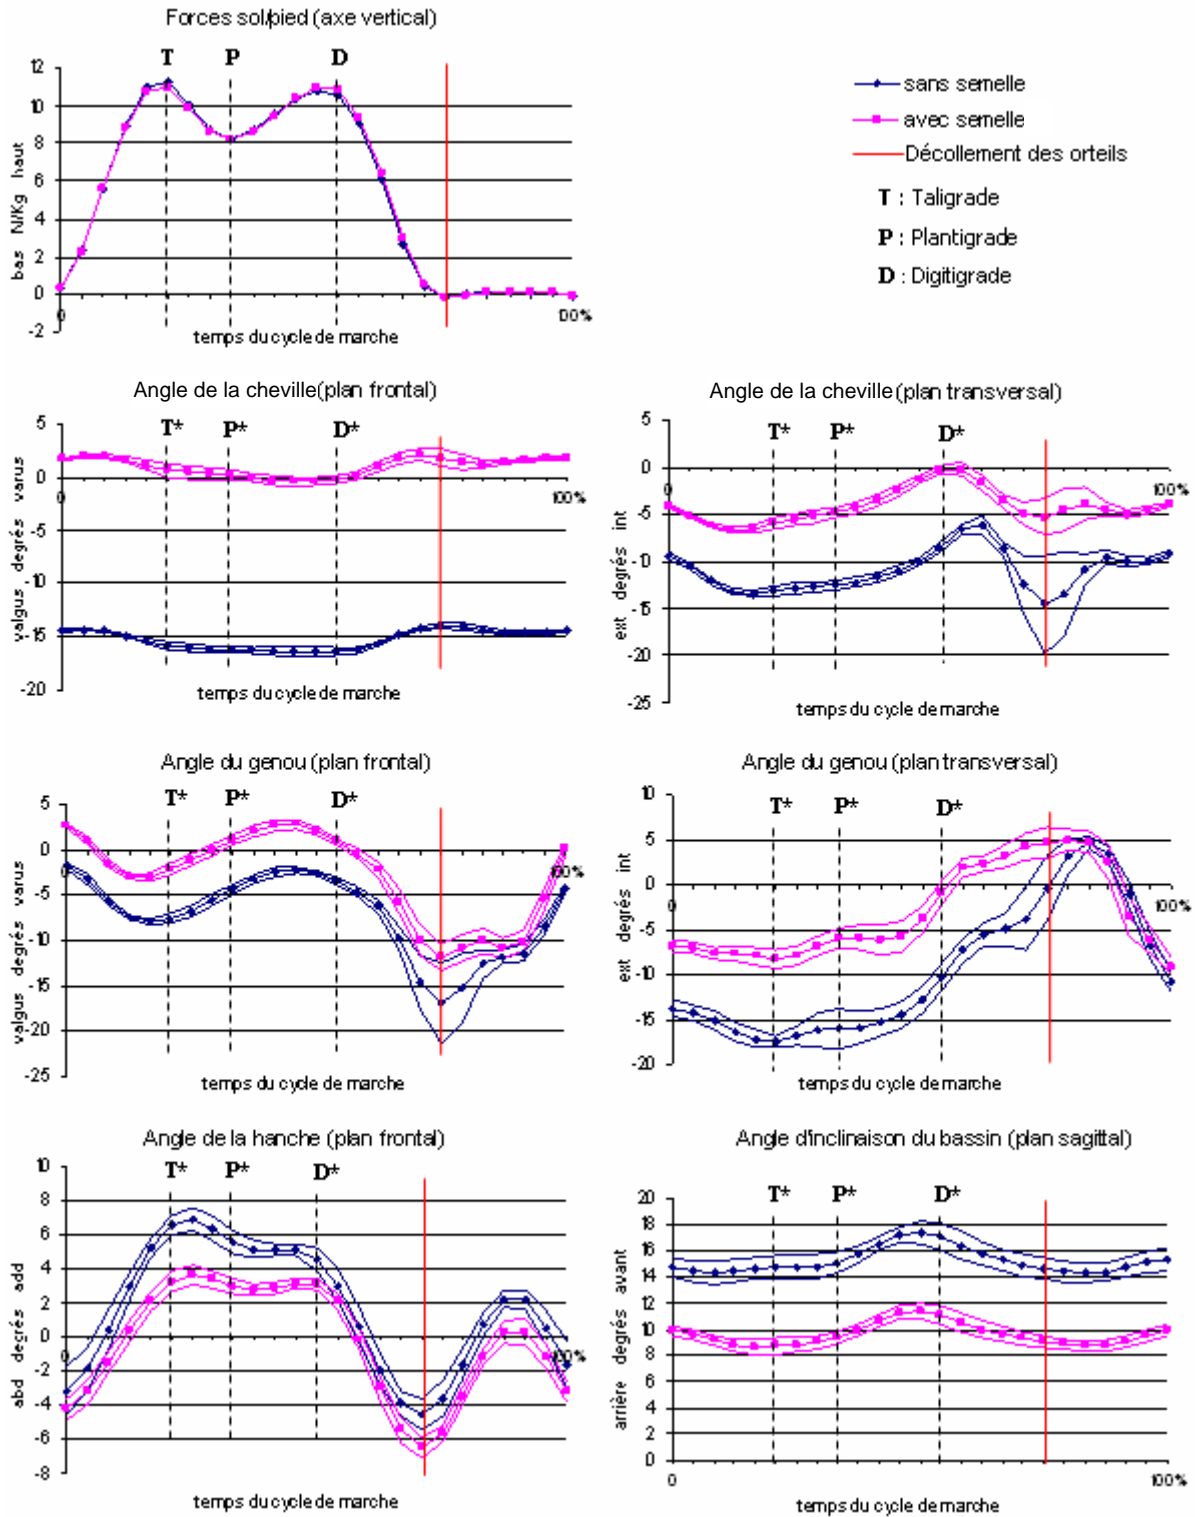 Forces sol/pied (axe vertical)
T P D
bas N/Kg haut
12
10
8
6
4
2
0
-2
0
100%
temps du cycle de marche
sans semelle
avec semelle
Décollement des orteils
T : Taligrade
P : Plantigrade
D : Digitigrade
Angle de la cheville(plan frontal)
T* P* D*
valgus degrés varus
5
0
-5
-10
-15
-20
0
100%
temps du cycle de marche
Angle de la cheville (plan transversal)
T* P* D*
ext degrés int
5
0
-5
-10
-15
-20
-25
0
100%
temps du cycle de marche
Angle du genou (plan frontal)
T* P* D*
valgus degrés varus
5
0
-5
-10
-15
-20
-25
0
100%
temps du cycle de marche
Angle du genou (plan transversal)
T* P* D*
ext degrés int
10
5
0
-5
-10
-15
-20
0
100%
temps du cycle de marche
Angle de la hanche (plan frontal)
T* P* D*
abd degrés add
10
8
6
4
2
0
-2
-4
-6
-8
0
100%
temps du cycle de marche
Angle d'inclinaison du bassin (plan sagittal)
T* P* D*
arrière degrés avant
20
18
16
14
12
10
8
6
4
2
0
0
100%
temps du cycle de marche